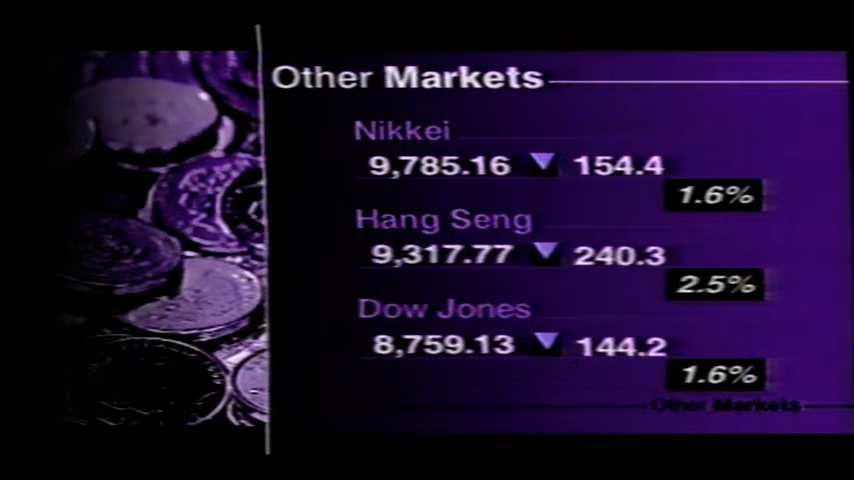 Other Markets
Nikkei
9,785.16 ▼ 154.4
1.6%
Hang Seng
9,317.77 ▼ 240.3
2.5%
Dow Jones
8,759.13 ▼ 144.2
1.6%
Other Markets